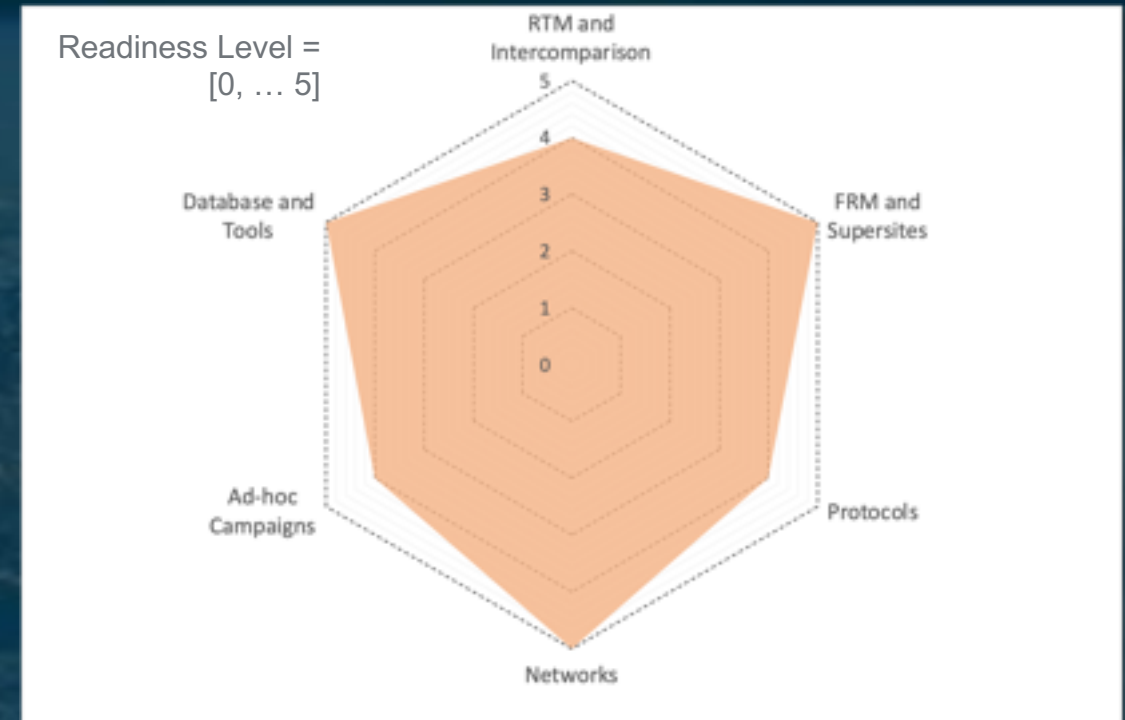 Readiness Level =
[0, … 5]
RTM and
Intercomparison
5
4
3
2
1
0
Database and
Tools
FRM and
Supersites
Ad-hoc
Campaigns
Protocols
Networks